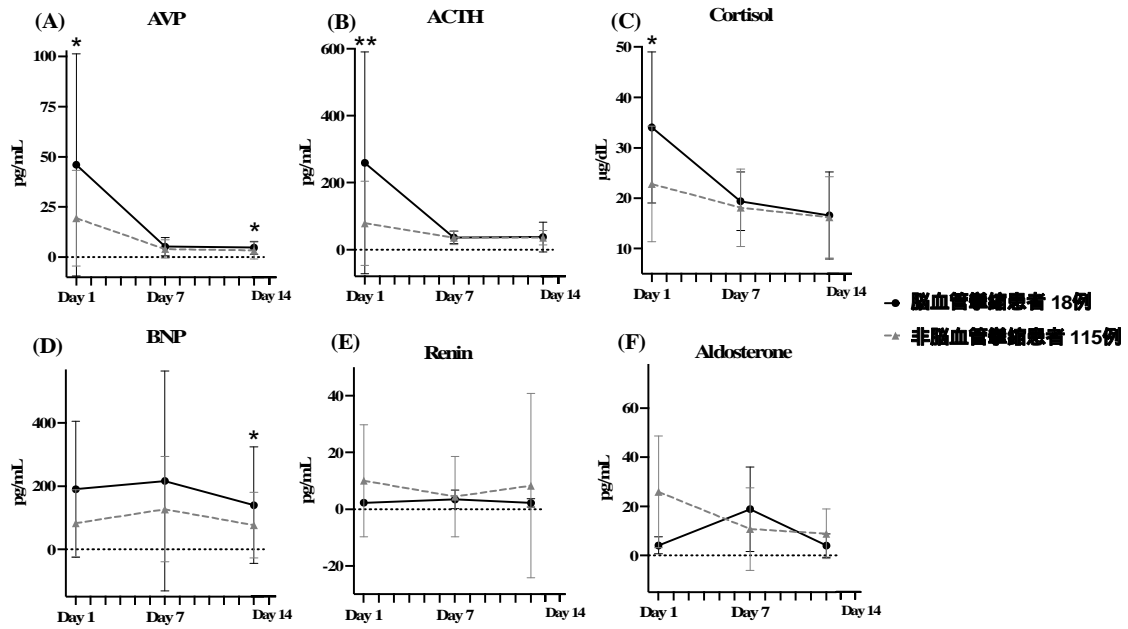 (A) AVP
*
100
75
50
25
0
pg/mL
*
Day 1 Day 7 Day 14
(B) ACTH
**
600
400
200
0
pg/mL
Day 1 Day 7 Day 14
(C) Cortisol
*
50
40
30
20
10
µg/dL
Day 1 Day 7 Day 14
脳血管攣縮患者 18例
非脳血管攣縮患者 115例
(D) BNP
400
200
0
pg/mL
*
Day 1 Day 7 Day 14
(E) Renin
40
20
0
-20
pg/mL
Day 1 Day 7 Day 14
(F) Aldosterone
60
40
20
0
pg/mL
Day 1 Day 7 Day 14